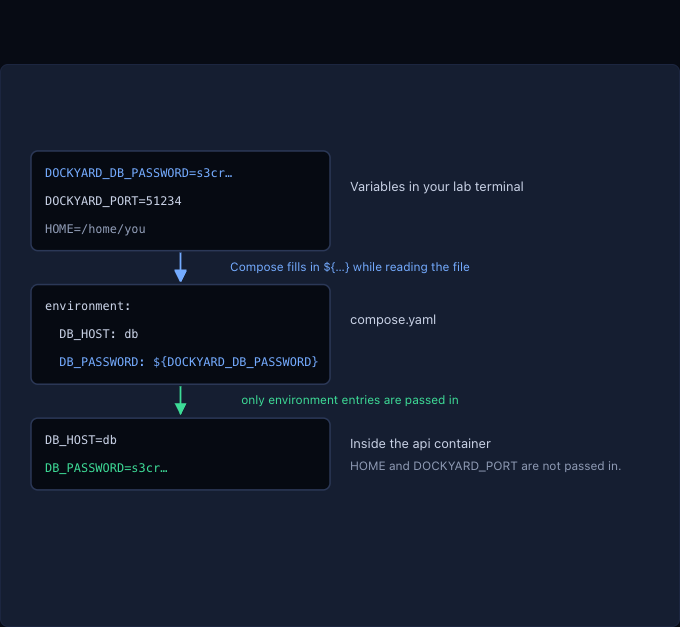 DOCKYARD_DB_PASSWORD=s3cr…
DOCKYARD_PORT=51234
HOME=/home/you
Variables in your lab terminal
Compose fills in ${…} while reading the file
environment:
DB_HOST: db
DB_PASSWORD: ${DOCKYARD_DB_PASSWORD}
compose.yaml
only environment entries are passed in
DB_HOST=db
DB_PASSWORD=s3cr…
Inside the api container
HOME and DOCKYARD_PORT are not passed in.